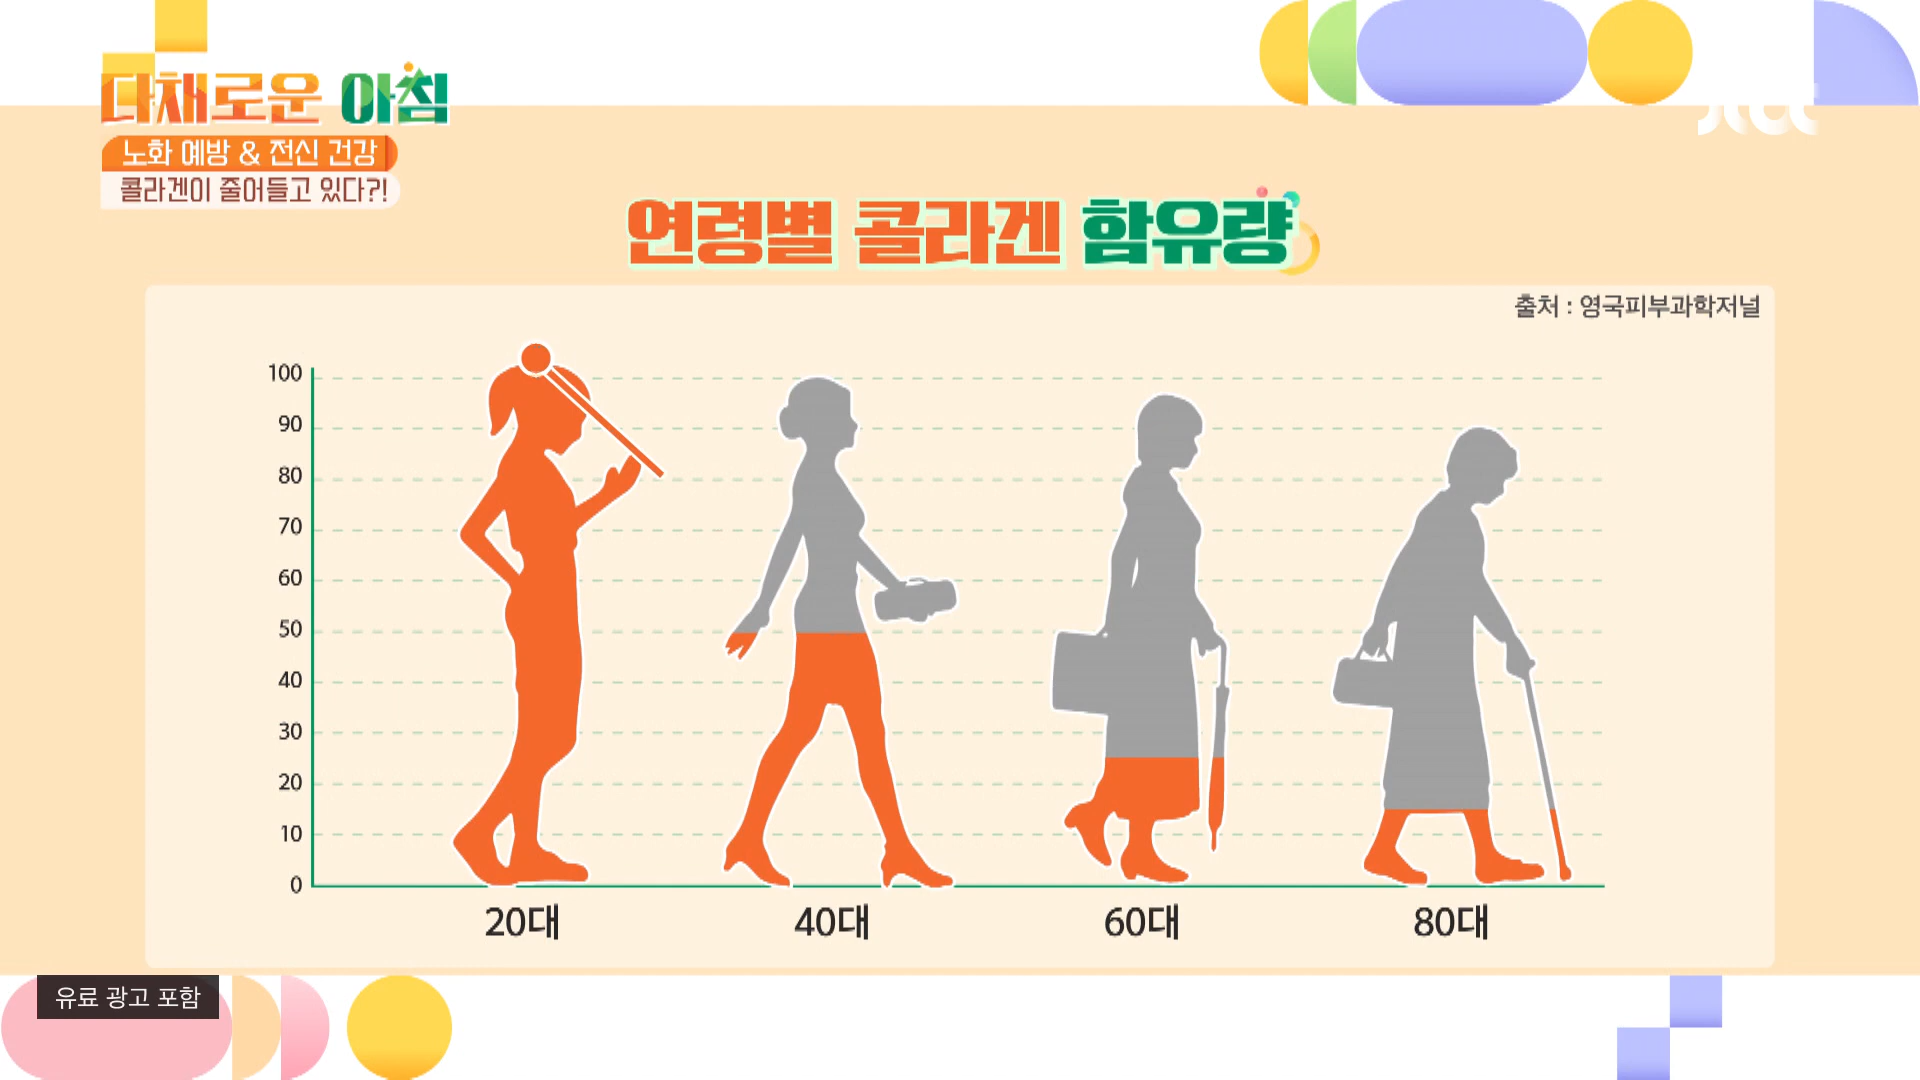 다채로운 아침
노화 예방 & 전신 건강
콜라겐이 줄어들고 있다?!
연령별 콜라겐 함유량
출처 : 영국피부과학저널
100
90
80
70
60
50
40
30
20
10
0
20대 40대 60대 80대
유료 광고 포함